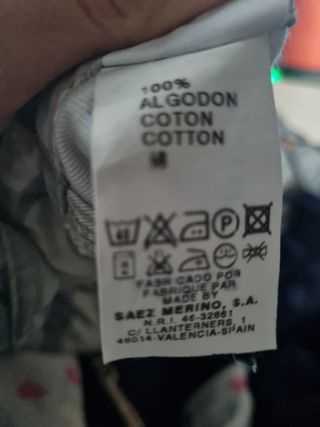 100%
ALGODON
COTON
COTTON
P
FABRICADO POR
FABRIQUE PAR
MADE BY
SAEZ MERINO, S.A.
N.R.I. 46-32861
C/ LLANTERNERS, 1
46014-VALENCIA-SPAIN